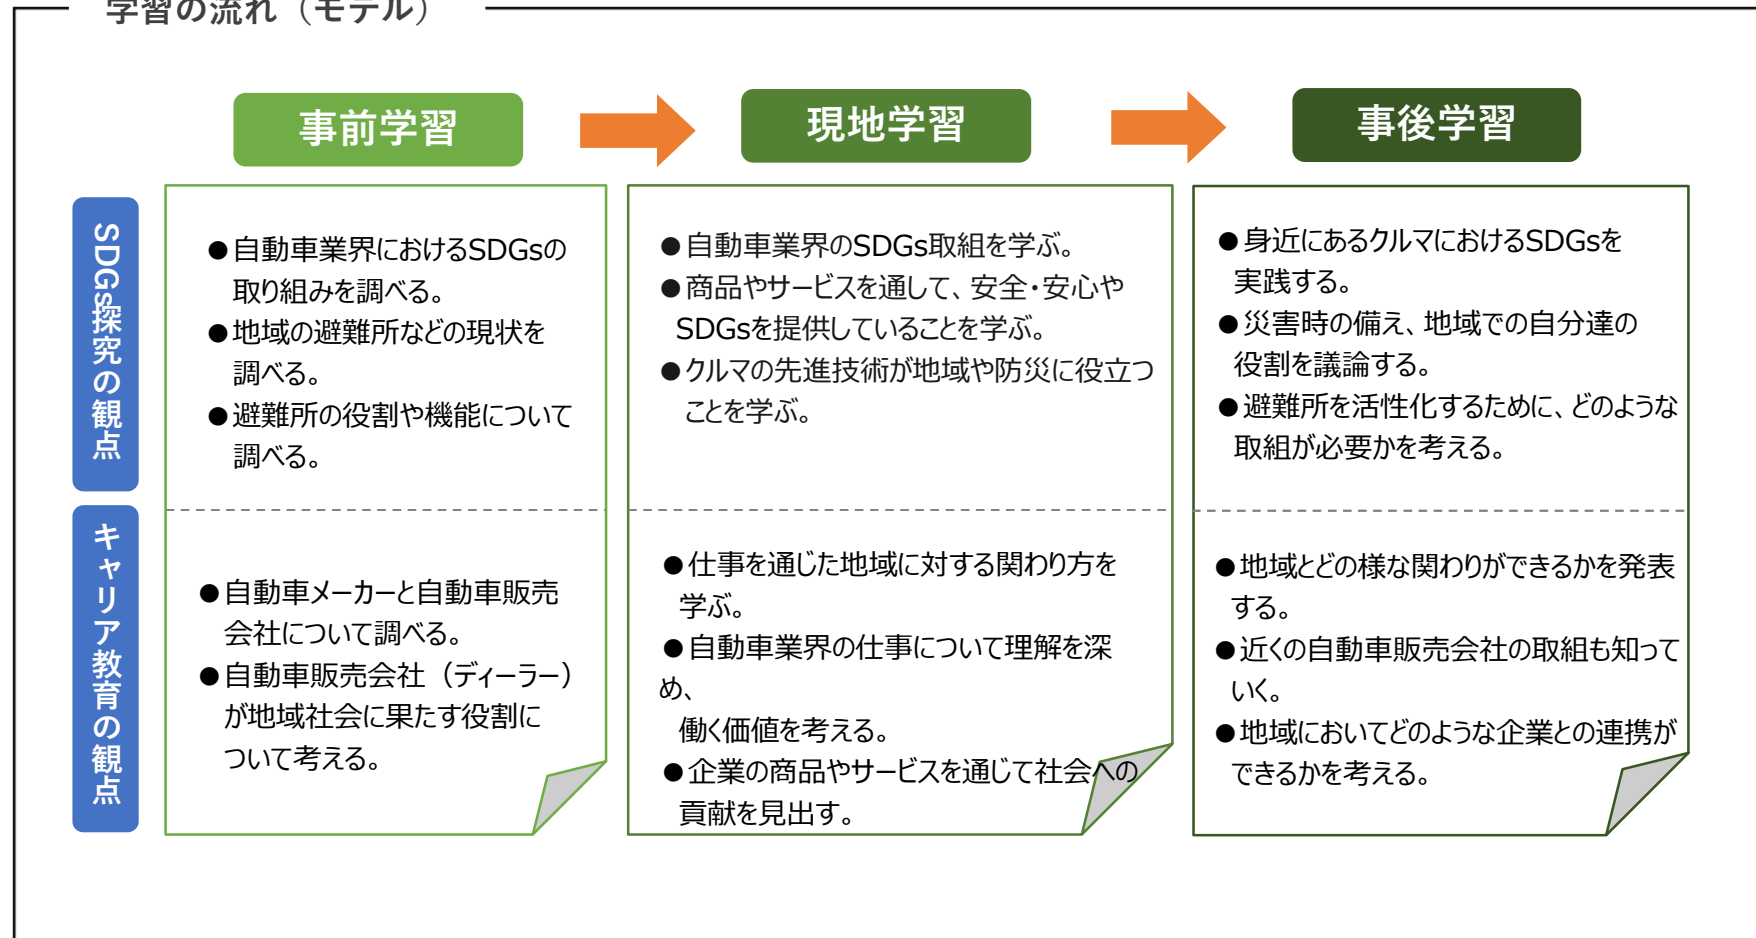 学習の流れ（モデル）
事前学習
現地学習
事後学習
SDGs探究の観点
●自動車業界におけるSDGsの
取り組みを調べる。
●地域の避難所などの現状を
調べる。
●避難所の役割や機能について
調べる。
●自動車業界のSDGs取組を学ぶ。
●商品やサービスを通して、安全・安心や
SDGsを提供していることを学ぶ。
●クルマの先進技術が地域や防災に役立つ
ことを学ぶ。
●身近にあるクルマにおけるSDGsを
実践する。
●災害時の備え、地域での自分達の
役割を議論する。
●避難所を活性化するために、どのような
取組が必要かを考える。
キャリア教育の観点
●自動車メーカーと自動車販売
会社について調べる。
●自動車販売会社（ディーラー）
が地域社会に果たす役割に
ついて考える。
●仕事を通じた地域に対する関わり方を
学ぶ。
●自動車業界の仕事について理解を深
め、
働く価値を考える。
●企業の商品やサービスを通じて社会への
貢献を見出す。
●地域とどの様な関わりができるかを発表
する。
●近くの自動車販売会社の取組も知って
いく。
●地域においてどのような企業との連携が
できるかを考える。